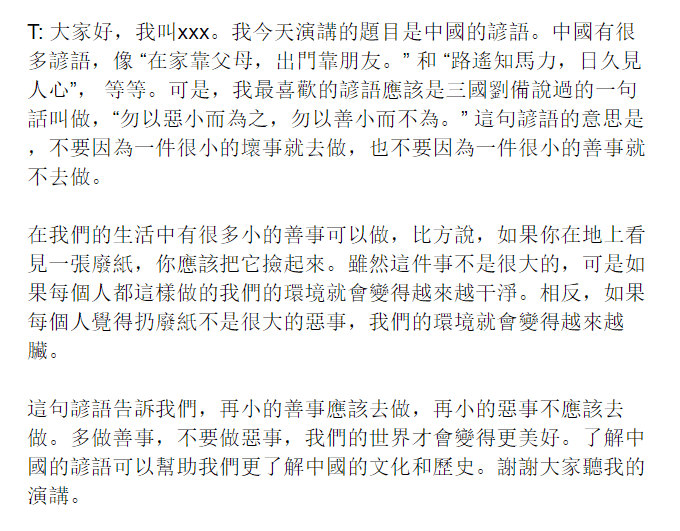 T: 大家好，我叫xxx。我今天演講的題目是中國的諺語。中國有很
多諺語，像 “在家靠父母，出門靠朋友。” 和 “路遙知馬力，日久見
人心”， 等等。可是，我最喜歡的諺語應該是三國劉備說過的一句
話叫做，“勿以惡小而為之，勿以善小而不為。” 這句諺語的意思是
，不要因為一件很小的壞事就去做，也不要因為一件很小的善事就
不去做。
在我們的生活中有很多小的善事可以做，比方說，如果你在地上看
見一張廢紙，你應該把它撿起來。雖然這件事不是很大的，可是如
果每個人都這樣做的我們的環境就會變得越來越干淨。相反，如果
每個人覺得扔廢紙不是很大的惡事，我們的環境就會變得越來越
臟。
這句諺語告訴我們，再小的善事應該去做，再小的惡事不應該去
做。多做善事，不要做惡事，我們的世界才會變得更美好。了解中
國的諺語可以幫助我們更了解中國的文化和歷史。謝謝大家聽我的
演講。